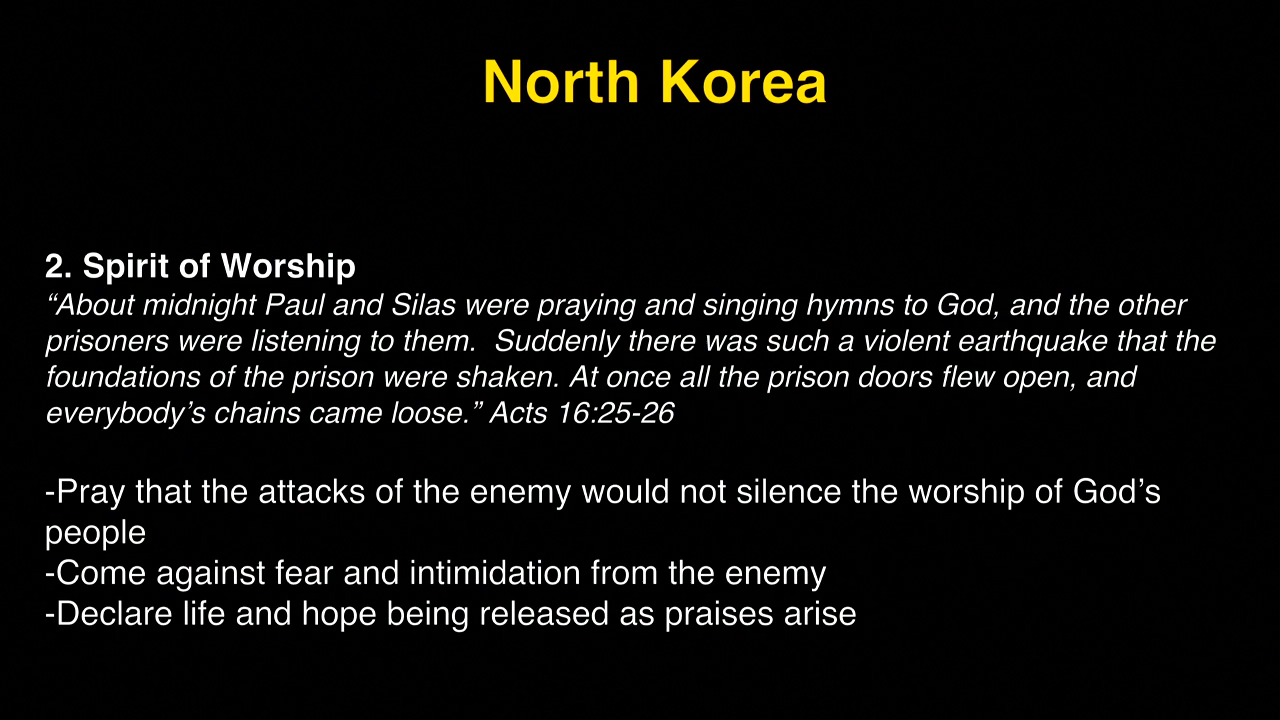 North Korea
2. Spirit of Worship
“About midnight Paul and Silas were praying and singing hymns to God, and the other
prisoners were listening to them.  Suddenly there was such a violent earthquake that the
foundations of the prison were shaken. At once all the prison doors flew open, and
everybody’s chains came loose.” Acts 16:25-26
-Pray that the attacks of the enemy would not silence the worship of God’s
people
-Come against fear and intimidation from the enemy
-Declare life and hope being released as praises arise